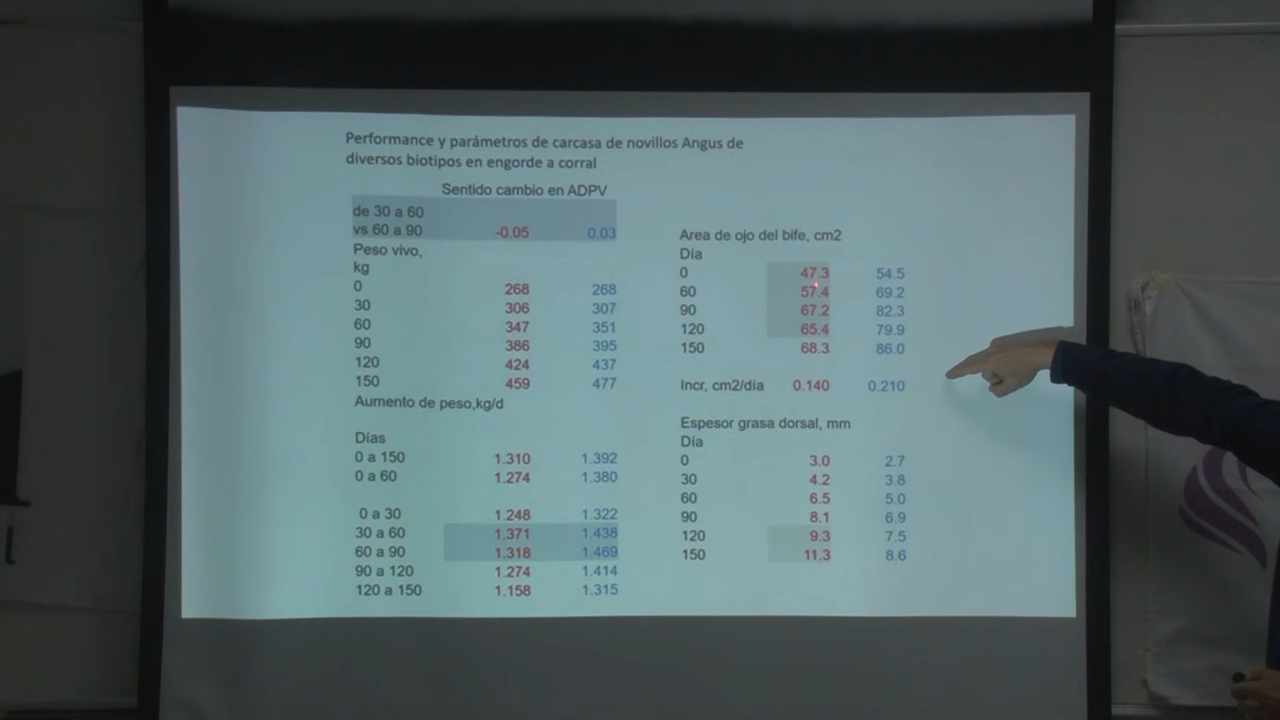 Performance y parámetros de carcasa de novillos Angus de
diversos biotipos en engorde a corral
Sentido cambio en ADPV
de 30 a 60
vs 60 a 90 -0.05 0.03
Peso vivo,
kg
0 268 268
30 306 307
60 347 351
90 386 395
120 424 437
150 459 477
Aumento de peso,kg/d
Días
0 a 150 1.310 1.392
0 a 60 1.274 1.380
0 a 30 1.248 1.322
30 a 60 1.371 1.438
60 a 90 1.318 1.469
90 a 120 1.274 1.414
120 a 150 1.158 1.315
Area de ojo del bife, cm2
Día
0 47.3 54.5
60 57.4 69.2
90 67.2 82.3
120 65.4 79.9
150 68.3 86.0
Incr, cm2/día 0.140 0.210
Espesor grasa dorsal, mm
Día
0 3.0 2.7
30 4.2 3.8
60 6.5 5.0
90 8.1 6.9
120 9.3 7.5
150 11.3 8.6